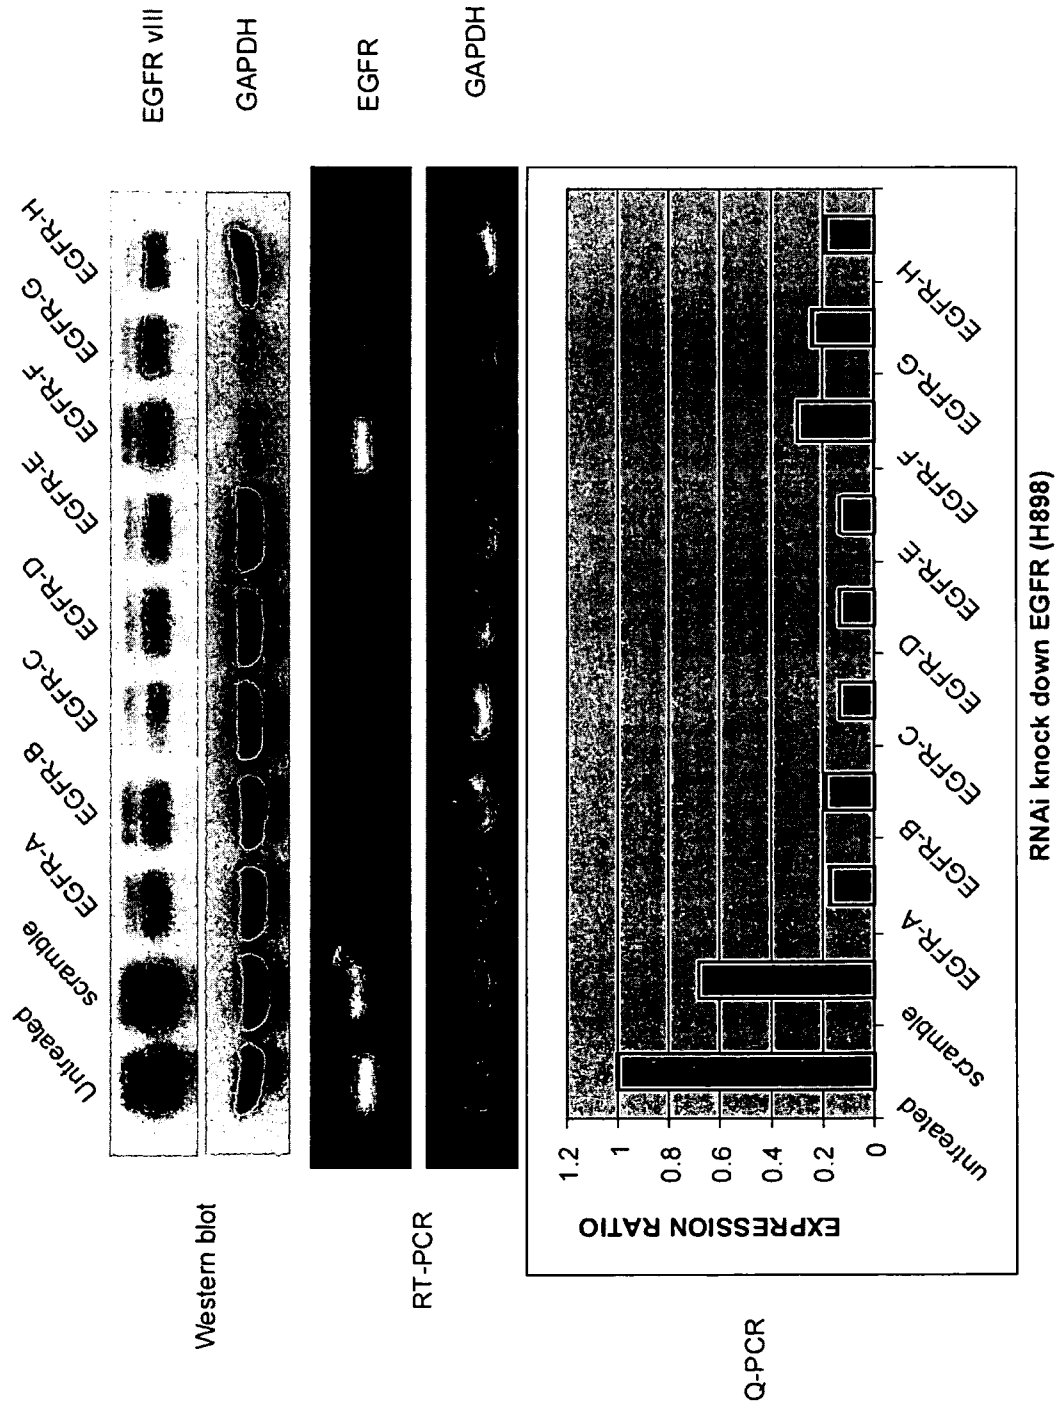 Untreated
scramble
EGFR-A
EGFR-B
EGFR-C
EGFR-D
EGFR-E
EGFR-F
EGFR-G
EGFR-H
Western blot
EGFR vIII
GAPDH
RT-PCR
EGFR
GAPDH
Q-PCR
EXPRESSION RATIO
1.2
1
0.8
0.6
0.4
0.2
0
untreated
scramble
EGFR-A
EGFR-B
EGFR-C
EGFR-D
EGFR-E
EGFR-F
EGFR-G
EGFR-H
RNAi knock down EGFR (H898)